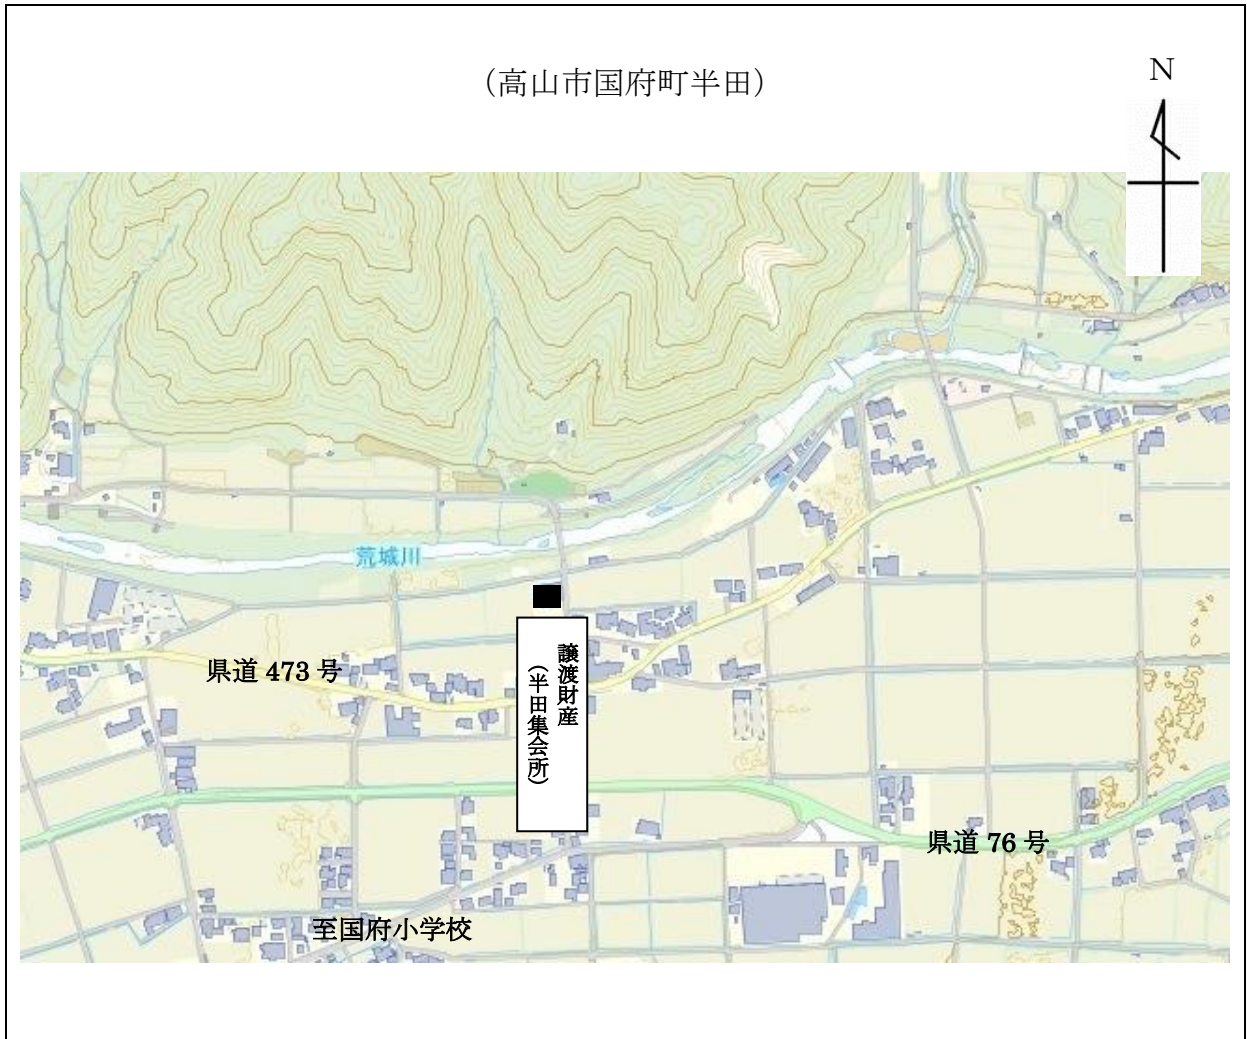 （高山市国府町半田）
N
荒城川
県道 473 号
譲渡財産
（半田集会所）
県道 76 号
至国府小学校